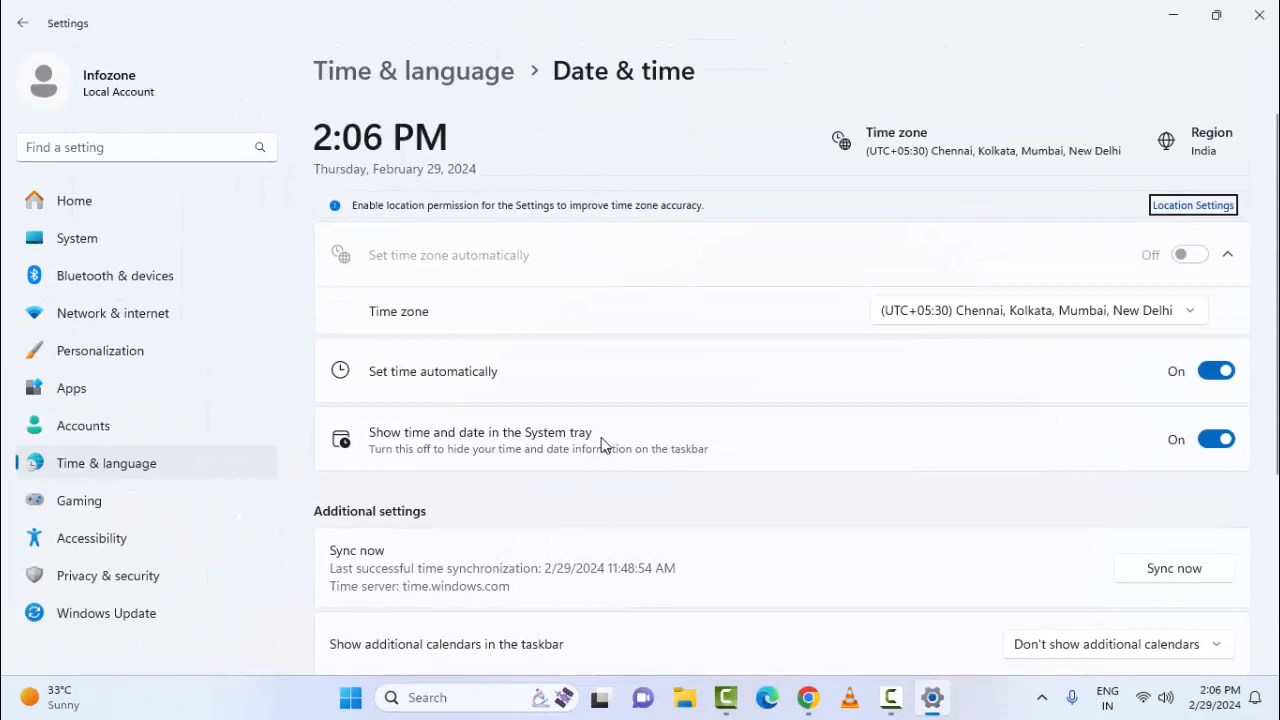 Settings
Infozone
Local Account
Find a setting
Home
System
Bluetooth & devices
Network & internet
Personalization
Apps
Accounts
Time & language
Gaming
Accessibility
Privacy & security
Windows Update
Time & language > Date & time
2:06 PM
Thursday, February 29, 2024
Time zone
(UTC+05:30) Chennai, Kolkata, Mumbai, New Delhi
Region
India
Enable location permission for the Settings to improve time zone accuracy.
Location Settings
Set time zone automatically
Off
Time zone
(UTC+05:30) Chennai, Kolkata, Mumbai, New Delhi
Set time automatically
On
Show time and date in the System tray
Turn this off to hide your time and date information on the taskbar
On
Additional settings
Sync now
Last successful time synchronization: 2/29/2024 11:48:54 AM
Time server: time.windows.com
Sync now
Show additional calendars in the taskbar
Don't show additional calendars
33°C
Sunny
Search
ENG
IN
2:06 PM
2/29/2024